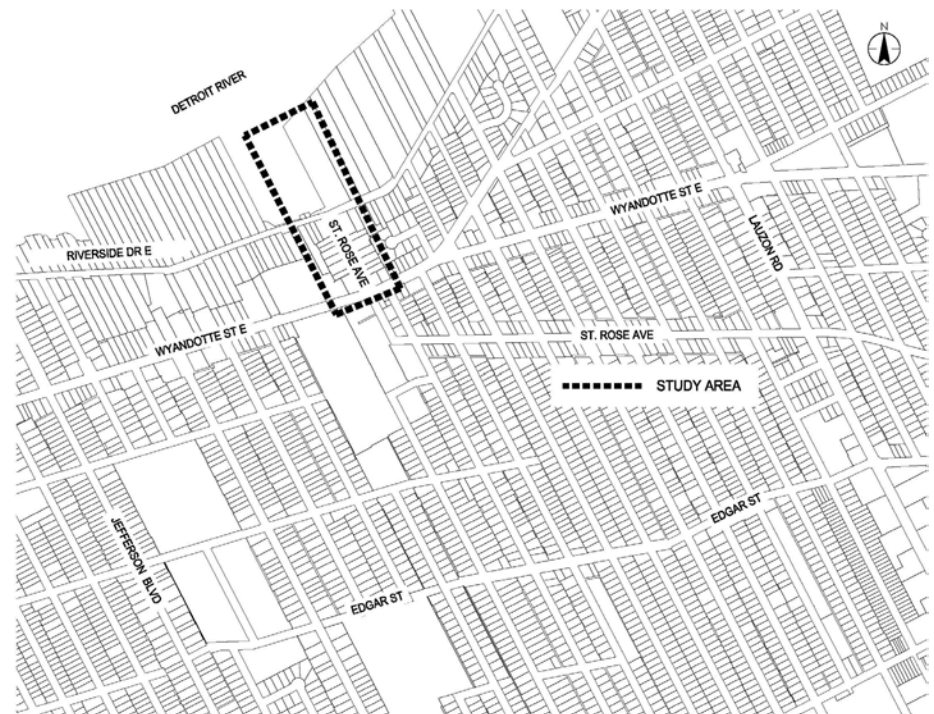 N
DETROIT RIVER
WYANDOTTE ST E
ST. ROSE AVE
LAUZON RD
RIVERSIDE DR E
WYANDOTTE ST E
ST. ROSE AVE
STUDY AREA
EDGAR ST
JEFFERSON BLVD
EDGAR ST